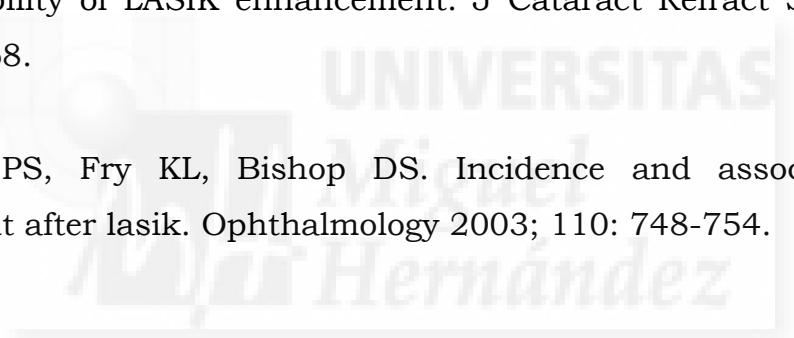 of LASIK enhancement. J Cataract Refract
8.
UNIVERSITAS
PS, Fry KL, Bishop DS. Incidence and assoc
Miguel
t after lasik. Ophthalmology 2003; 110: 748-754.
Hernández